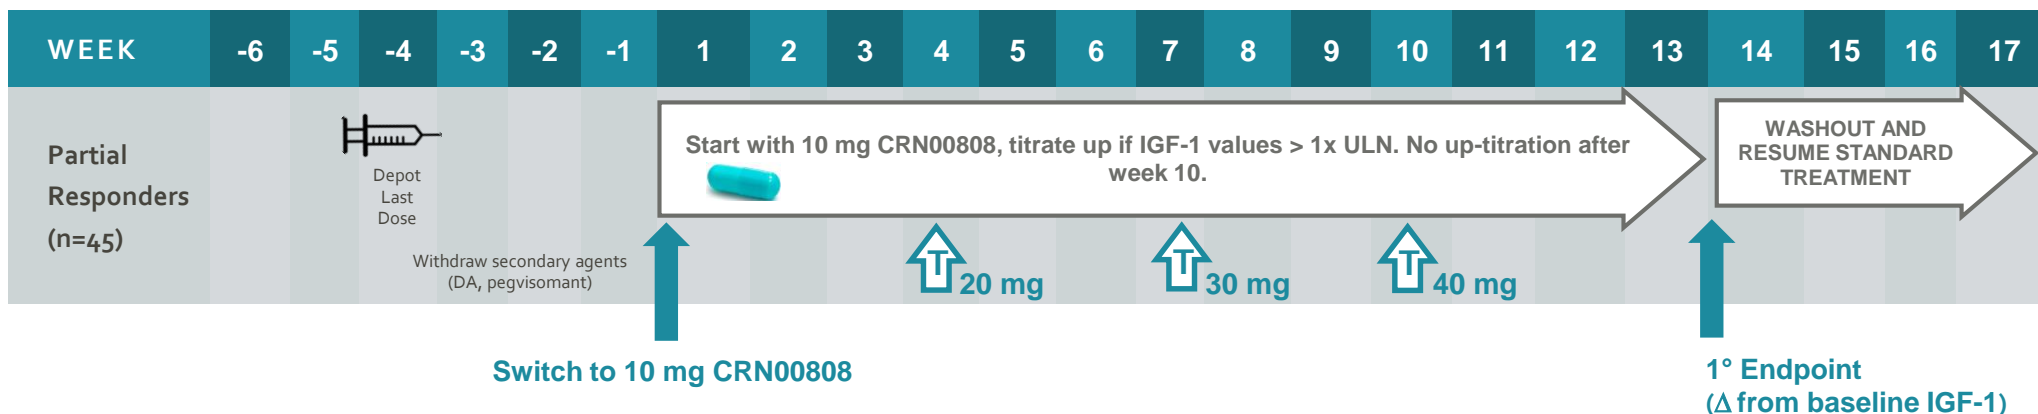 WEEK -6 -5 -4 -3 -2 -1 1 2 3 4 5 6 7 8 9 10 11 12 13 14 15 16 17
Partial
Responders
(n=45)
Depot
Last
Dose
Withdraw secondary agents
(DA, pegvisomant)
Start with 10 mg CRN00808, titrate up if IGF-1 values > 1x ULN. No up-titration after
week 10.
WASHOUT AND
RESUME STANDARD
TREATMENT
T 20 mg
T 30 mg
T 40 mg
Switch to 10 mg CRN00808
1° Endpoint
(Δ from baseline IGF-1)